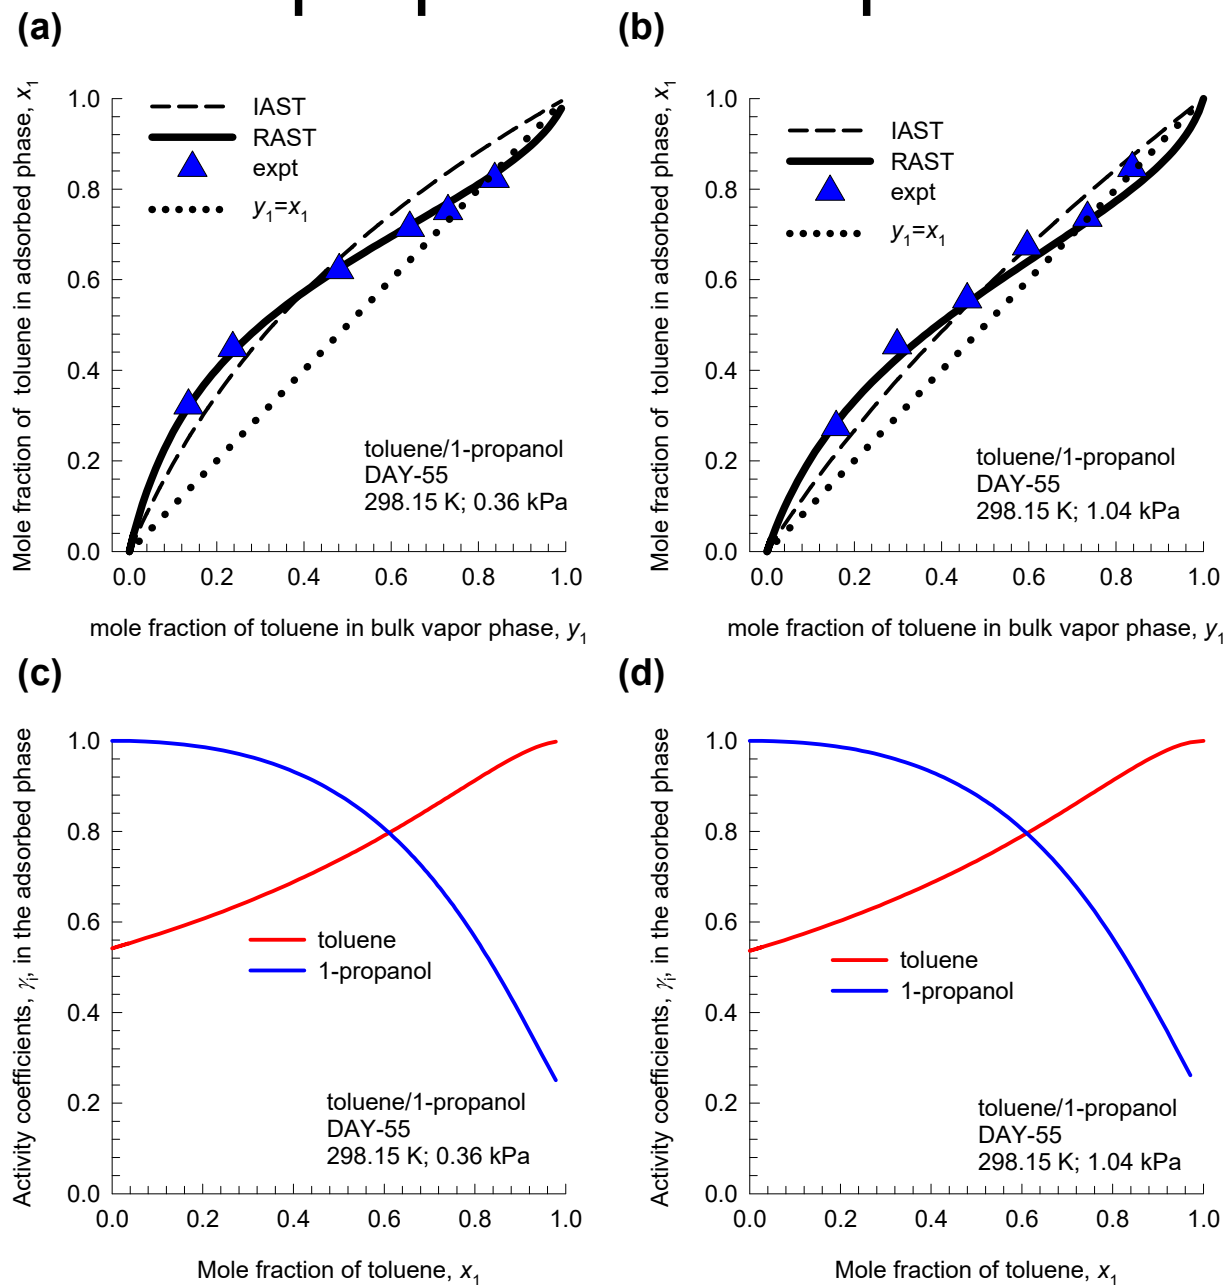 (a)
Mole fraction of toluene in adsorbed phase, x1
1.0
0.8
0.6
0.4
0.2
0.0
IAST
RAST
expt
y1=x1
toluene/1-propanol
DAY-55
298.15 K; 0.36 kPa
0.0 0.2 0.4 0.6 0.8 1.0
mole fraction of toluene in bulk vapor phase, y1
(b)
Mole fraction of toluene in adsorbed phase, x1
1.0
0.8
0.6
0.4
0.2
0.0
IAST
RAST
expt
y1=x1
toluene/1-propanol
DAY-55
298.15 K; 1.04 kPa
0.0 0.2 0.4 0.6 0.8 1.0
mole fraction of toluene in bulk vapor phase, y1
(c)
Activity coefficients, γi, in the adsorbed phase
1.0
0.8
0.6
0.4
0.2
0.0
toluene
1-propanol
toluene/1-propanol
DAY-55
298.15 K; 0.36 kPa
0.0 0.2 0.4 0.6 0.8 1.0
Mole fraction of toluene, x1
(d)
Activity coefficients, γi, in the adsorbed phase
1.0
0.8
0.6
0.4
0.2
0.0
toluene
1-propanol
toluene/1-propanol
DAY-55
298.15 K; 1.04 kPa
0.0 0.2 0.4 0.6 0.8 1.0
Mole fraction of toluene, x1